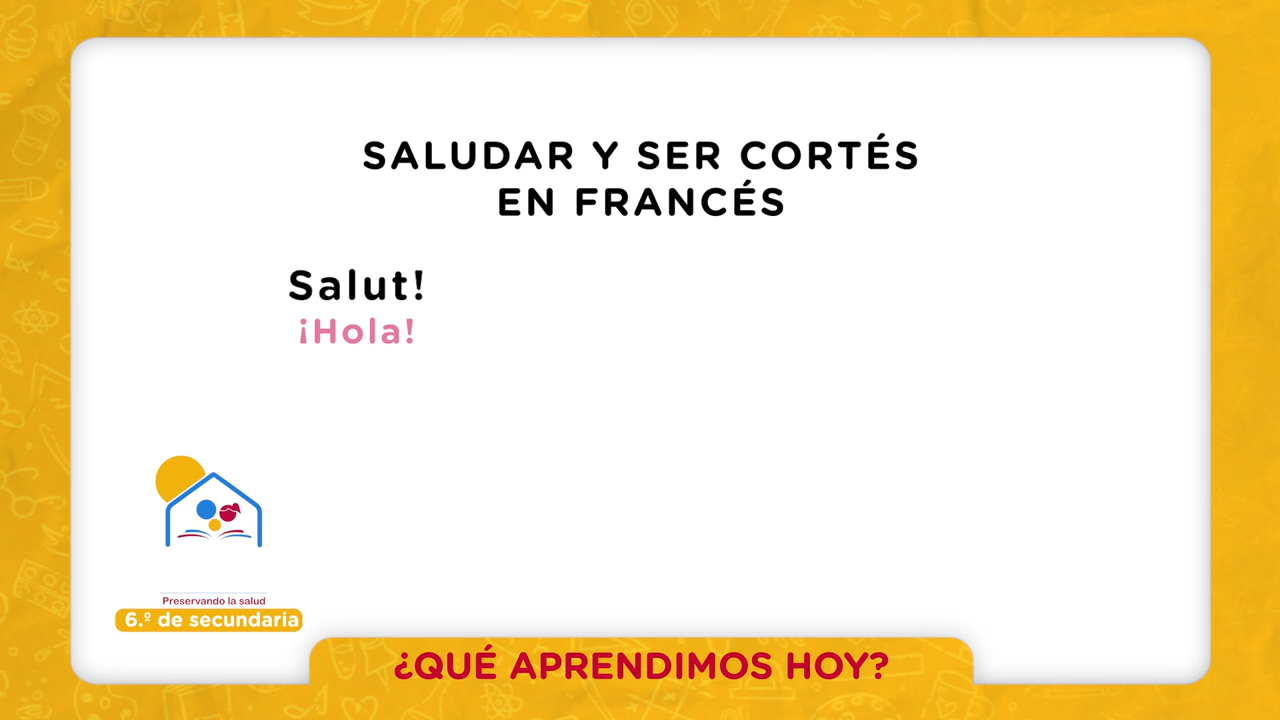 SALUDAR Y SER CORTÉS
EN FRANCÉS
Salut!
¡Hola!
Preservando la salud
6.º de secundaria
¿QUÉ APRENDIMOS HOY?